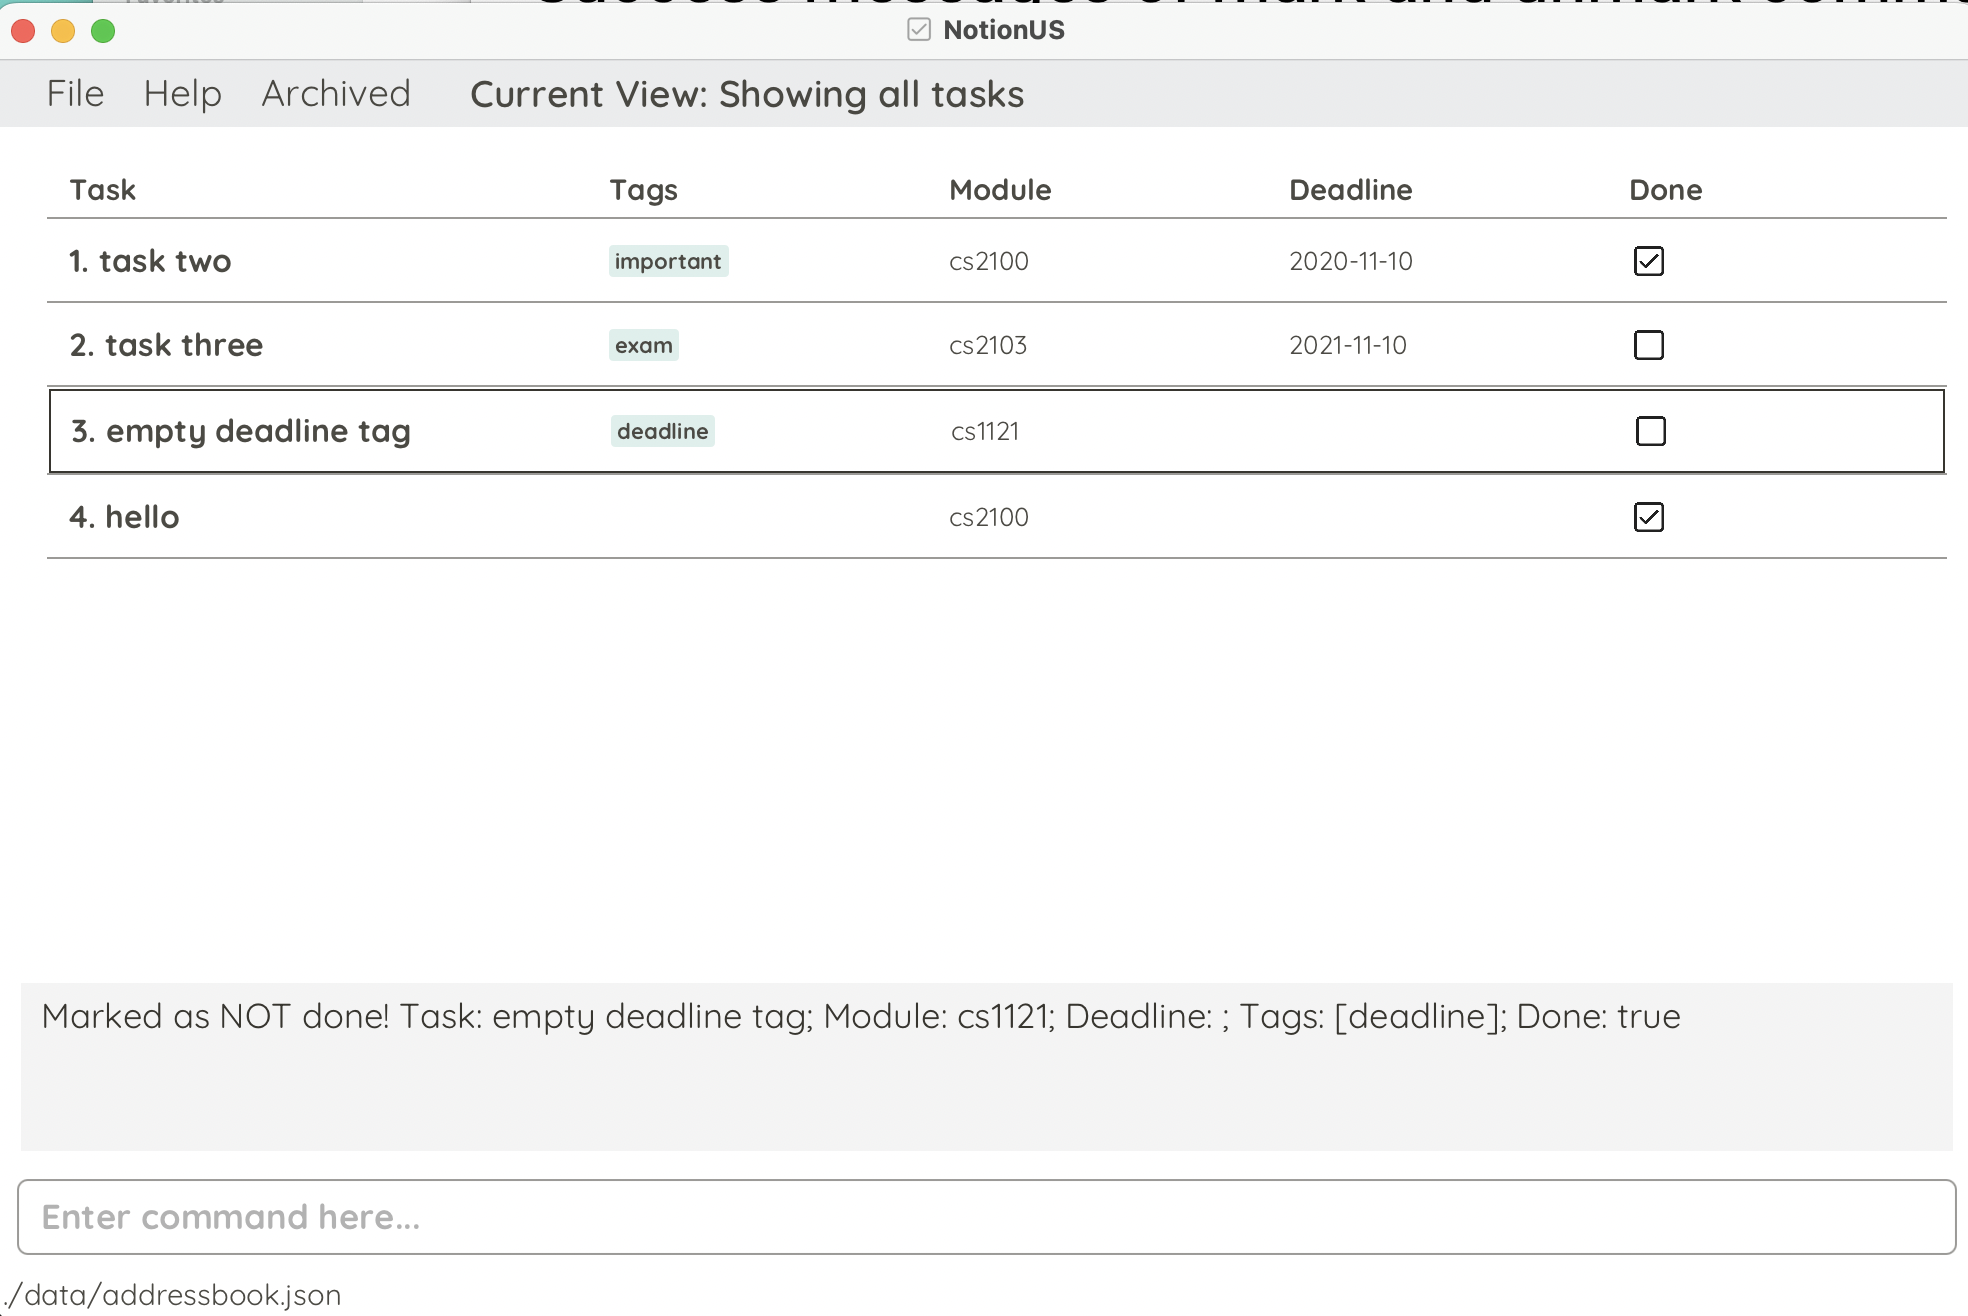 NotionUS
File Help Archived Current View: Showing all tasks
Task Tags Module Deadline Done
1. task two important cs2100 2020-11-10
2. task three exam cs2103 2021-11-10
3. empty deadline tag deadline cs1121
4. hello cs2100
Marked as NOT done! Task: empty deadline tag; Module: cs1121; Deadline: ; Tags: [deadline]; Done: true
Enter command here...
./data/addressbook.json